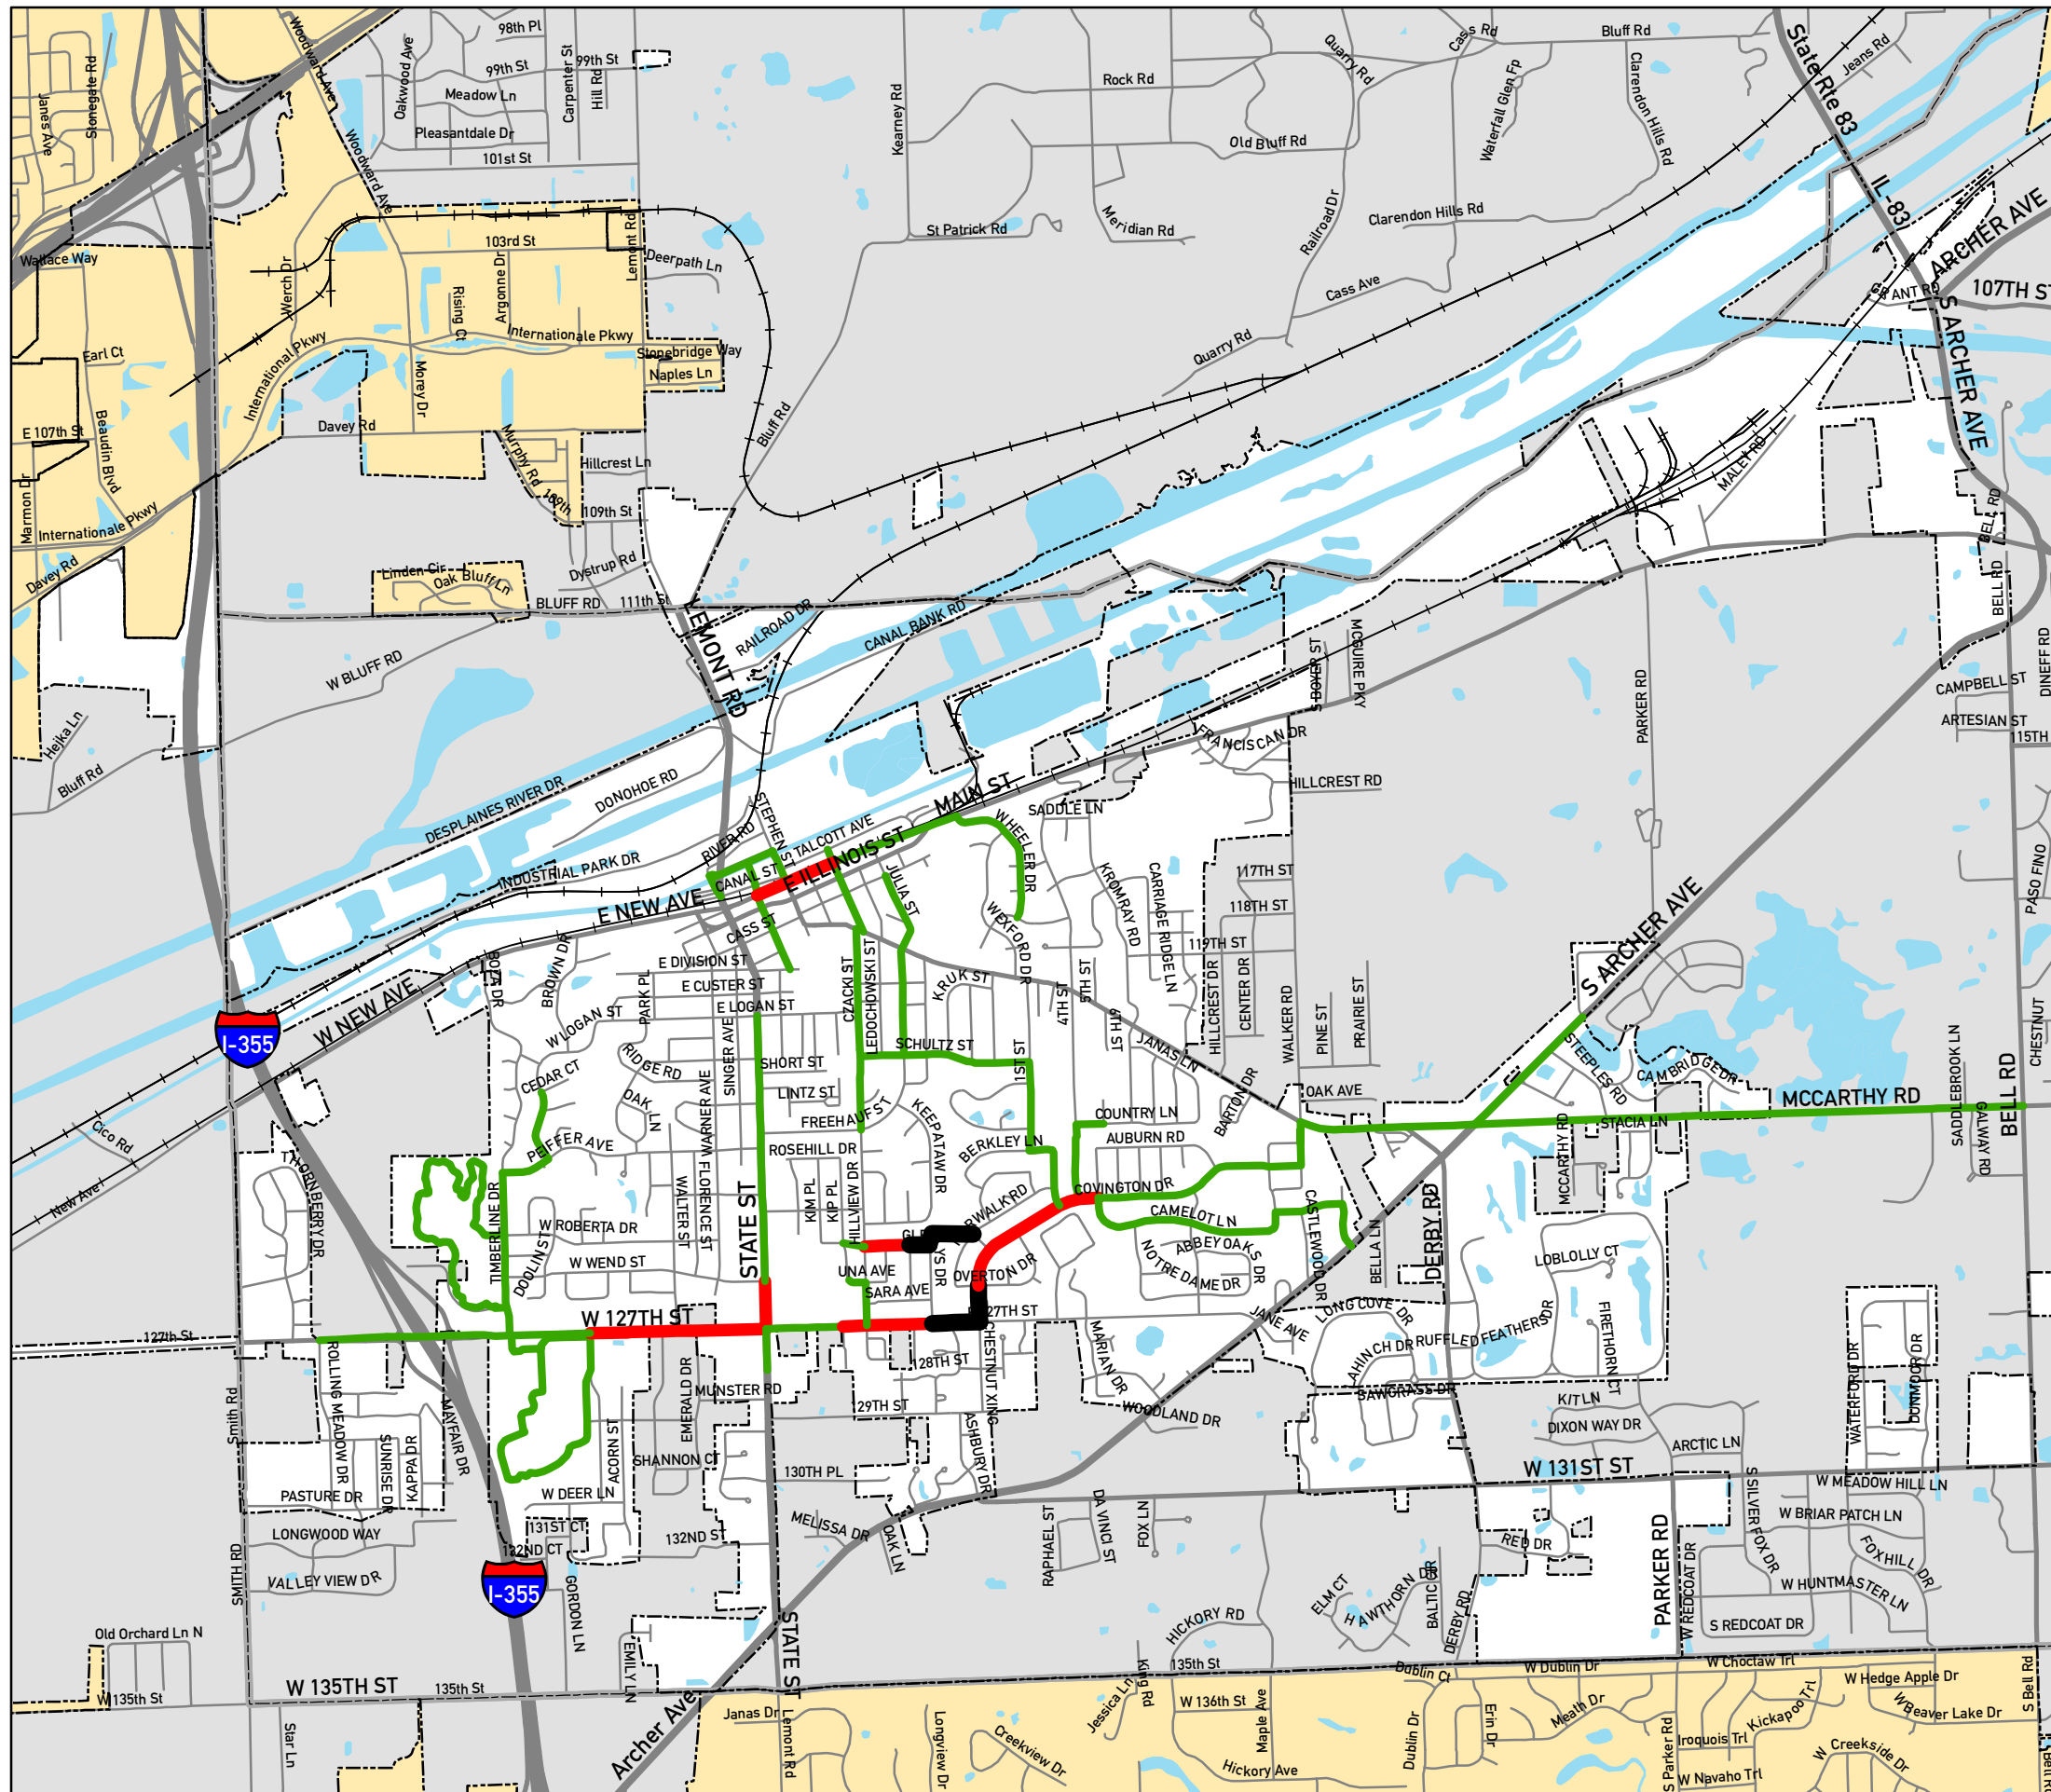 98th Pl
99th St
99th St
Meadow Ln
Pleasantdale Dr
101st St
Woodward Ave
Woodward Ave
Oakwood Ave
Carpenter St
Hill Rd
Stonegate Rd
Janes Ave
Kearney Rd
Rock Rd
Quarry Rd
Cass Rd
Bluff Rd
Waterfall Glen Fp
Clarendon Hills Rd
Old Bluff Rd
State Rte 83
Jeans Rd
IL-83
ARCHER AVE
GRANT RD
107TH ST
S ARCHER AVE
Wallace Way
Werch Dr
103rd St
Argonne Dr
Rising Ct
Lemont Rd
Deerpath Ln
Internationale Pkwy
International Pkwy
Stonebridge Way
Naples Ln
Morey Dr
Earl Ct
Davey Rd
E 107th St
Beaudin Blvd
Marmon Dr
Internationale Pkwy
Davey Rd
Murphy Rd
109th
Hillcrest Ln
109th St
Dystrup Rd
Linden Cir
Oak Bluff Ln
BLUFF RD
111th St
St Patrick Rd
Meridian Rd
Railroad Dr
Clarendon Hills Rd
Cass Ave
Quarry Rd
Bluff Rd
MALEY RD
BELL RD
BELL RD
LEMONT RD
RAILROAD DR
CANAL BANK RD
W BLUFF RD
Hejka Ln
Bluff Rd
S BOYER ST
MCGUIRE PKY
PARKER RD
DINEFF RD
CAMPBELL ST
ARTESIAN ST
115TH
FRANCISCAN DR
HILLCREST RD
DESPLAINES RIVER DR
DONOHOE RD
INDUSTRIAL PARK DR
RIVER RD
STEPHEN ST
CANAL ST
TALCOTT AVE
E ILLINOIS ST
MAIN ST
SADDLE LN
WHEELER DR
E NEW AVE
CASS ST
JULIA ST
WEXFORD DR
KROMRAY RD
CARRIAGE RIDGE LN
117TH ST
118TH ST
119TH ST
HILLCREST DR
CENTER DR
WALKER RD
PINE ST
PRAIRIE ST
S ARCHER AVE
PASO FINO
CHESTNUT
W NEW AVE
I-355
BROWN DR
E DIVISION ST
E CUSTER ST
E LOGAN ST
PARK PL
W LOGAN ST
CZACKI ST
LEDOCHOWSKI ST
KRUK ST
4TH ST
5TH ST
6TH ST
JANAS LN
1ST ST
SCHULTZ ST
SHORT ST
LINTZ ST
FREEHAUF ST
SINGER AVE
RIDGE RD
OAK LN
CEDAR CT
PEIFFER AVE
WARNER AVE
FLORENCE ST
WALTER ST
ROSEHILL DR
KEEPATAW DR
KIM PL
KIP PL
HILLVIEW DR
BERKLEY LN
COUNTRY LN
AUBURN RD
BARTON DR
OAK AVE
STEEPLES RD
CAMBRIDGE DR
MCCARTHY RD
STACIA LN
MCCARTHY RD
SADDLEBROOK LN
GALWAY RD
BELL RD
Cico Rd
New Ave
THORNBERRY DR
TIMBERLINE DR
DOOLIN ST
W ROBERTA DR
W WEND ST
STATE ST
COVINGTON DR
CAMELOT LN
ABBEY OAKS DR
NOTRE DAME DR
CASTLEWOOD DR
BELLA LN
DERBY RD
UNA AVE
SARA AVE
OVERTON DR
W 127TH ST
127th St
128TH ST
129TH ST
130TH PL
MUNSTER RD
EMERALD DR
SHANNON CT
ACORN ST
W DEER LN
131ST CT
132ND CT
132ND ST
CHESTNUT XING
ASHBURY DR
MARIAN DR
WOODLAND DR
JANE AVE
LONG COVE DR
LAHINCH DR
RUFFLED FEATHERS DR
LOBLOLLY CT
FIRETHORN CT
SAWGRASS DR
KIT LN
DIXON WAY DR
ARCTIC LN
WATERFORD DR
DUNMOOR DR
Smith Rd
ROLLING MEADOW DR
SUNRISE DR
KAPPA DR
MAYFAIR DR
PASTURE DR
LONGWOOD WAY
VALLEY VIEW DR
SMITH RD
I-355
GORDON LN
EMILY LN
MELISSA DR
OAK LN
RAPHAEL ST
DA VINCI ST
FOX LN
W 131ST ST
W MEADOW HILL LN
W BRIAR PATCH LN
S SILVER FOX DR
FOX HILL DR
W HUNTMASTER LN
S REDCOAT DR
W REDCOAT DR
PARKER RD
RED DR
ELM CT
HAWTHORN DR
BALTIC CIR
DERBY RD
HICKORY RD
Old Orchard Ln N
W 135th St
W 135TH ST
135th St
STATE ST
Archer Ave
Star Ln
Janas Dr
Lemont Rd
Longview Dr
Creekview Dr
Jessica Ln
King Rd
135th St
W 136th St
Maple Ave
Hickory Ave
Dublin Ct
Dublin Dr
Erin Dr
W Dublin Dr
Meath Dr
W Choctaw Trl
Kickapoo Trl
Iroquois Trl
W Navaho Trl
S Parker Rd
W Hedge Apple Dr
W Beaver Lake Dr
W Creekside Dr
S Bell Rd